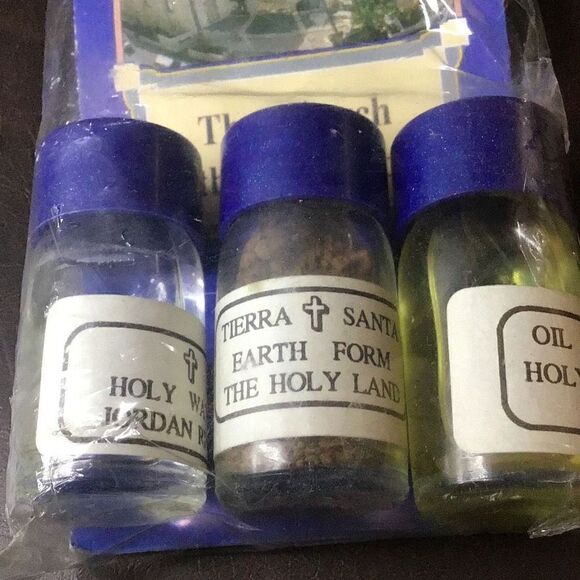 HOLY
JORDAN
TIERRA SANTA
EARTH FORM
THE HOLY LAND
OIL
HOLY